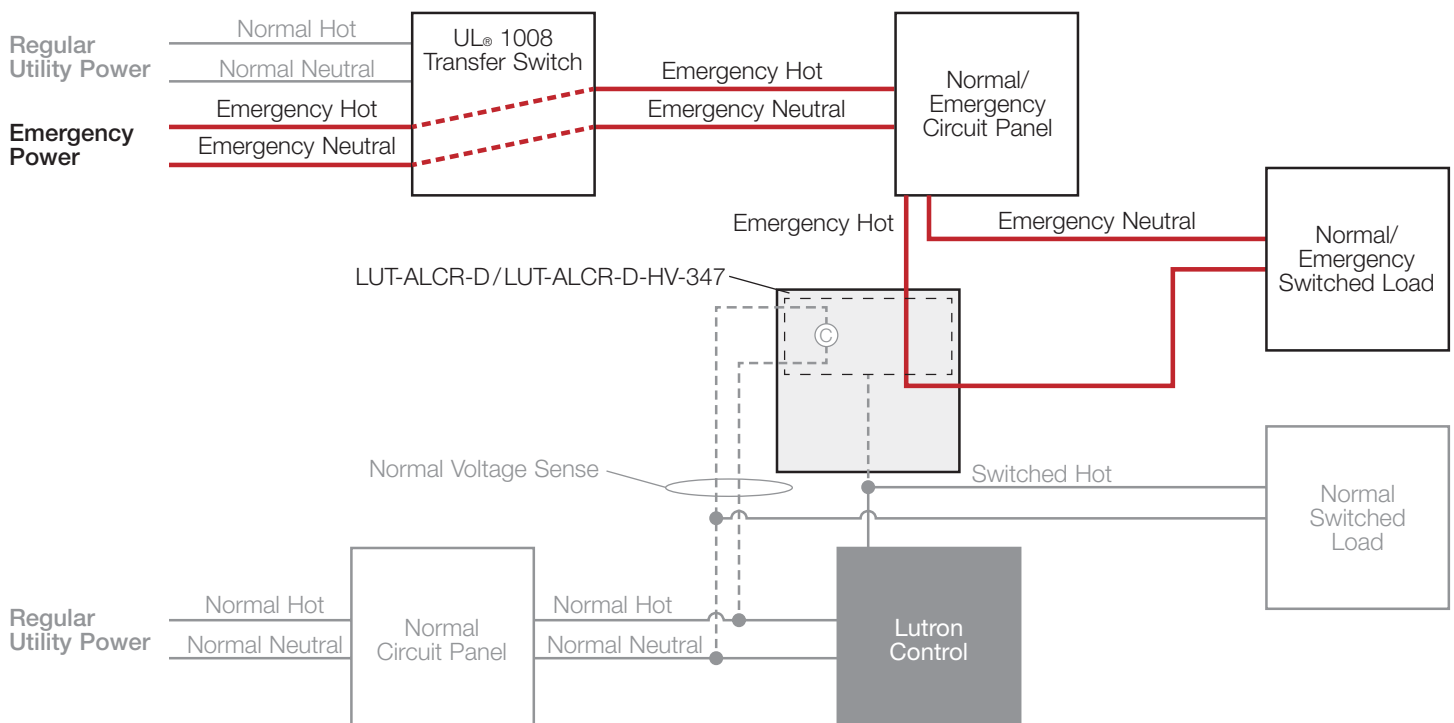 Regular
Utility Power
Normal Hot
Normal Neutral
Emergency
Power
Emergency Hot
Emergency Neutral
UL® 1008
Transfer Switch
Emergency Hot
Emergency Neutral
Normal/
Emergency
Circuit Panel
Emergency Hot
Emergency Neutral
Normal/
Emergency
Switched Load
LUT-ALCR-D/LUT-ALCR-D-HV-347
C
Normal Voltage Sense
Switched Hot
Normal
Switched
Load
Regular
Utility Power
Normal Hot
Normal Neutral
Normal
Circuit Panel
Normal Hot
Normal Neutral
Lutron
Control